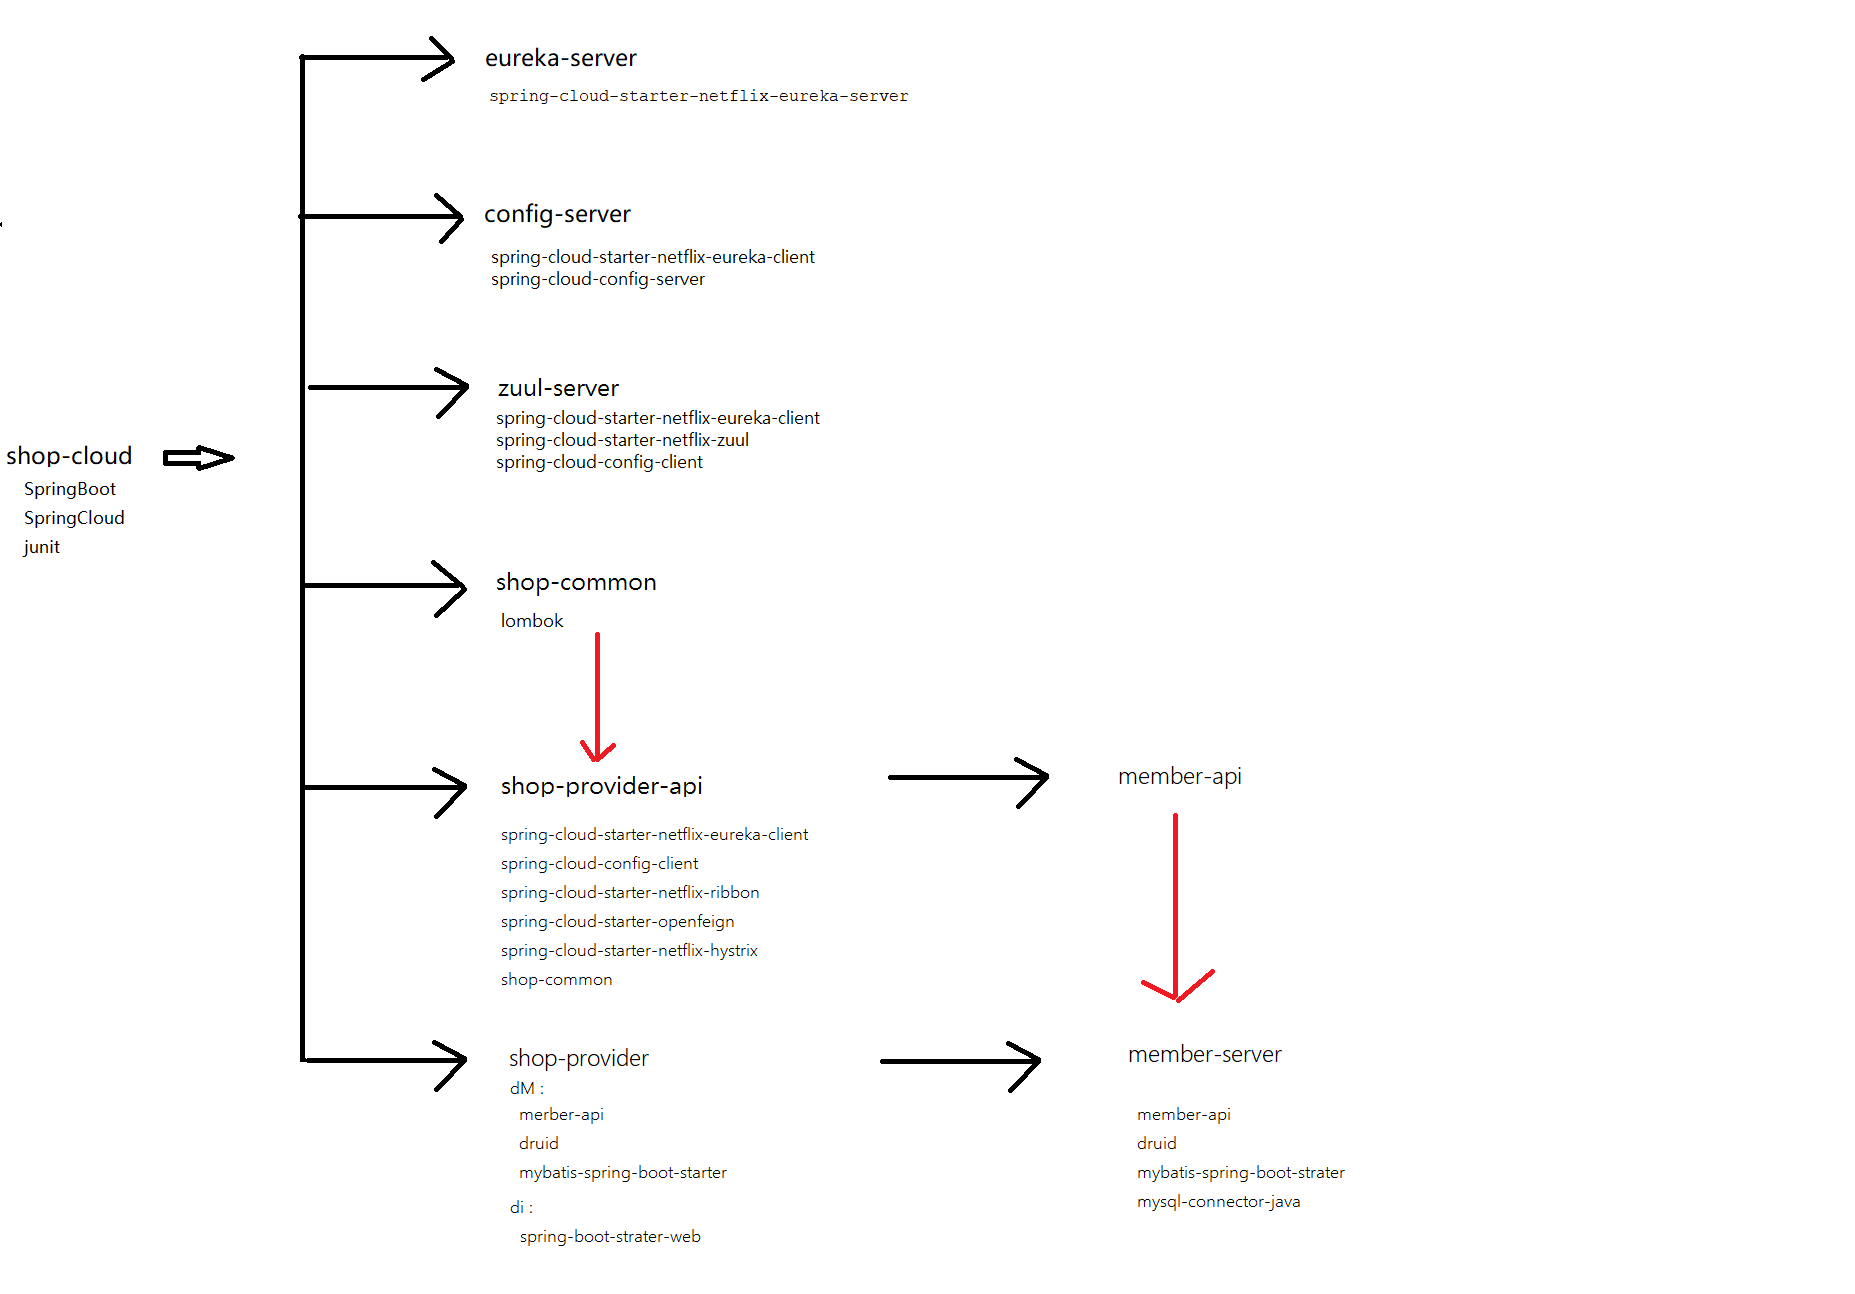 eureka-server
spring-cloud-starter-netflix-eureka-server
config-server
spring-cloud-starter-netflix-eureka-client
spring-cloud-config-server
zuul-server
spring-cloud-starter-netflix-eureka-client
spring-cloud-starter-netflix-zuul
spring-cloud-config-client
shop-cloud
SpringBoot
SpringCloud
junit
shop-common
lombok
shop-provider-api
spring-cloud-starter-netflix-eureka-client
spring-cloud-config-client
spring-cloud-starter-netflix-ribbon
spring-cloud-starter-openfeign
spring-cloud-starter-netflix-hystrix
shop-common
member-api
shop-provider
dM :
merber-api
druid
mybatis-spring-boot-starter
di :
spring-boot-strater-web
member-server
member-api
druid
mybatis-spring-boot-strater
mysql-connector-java